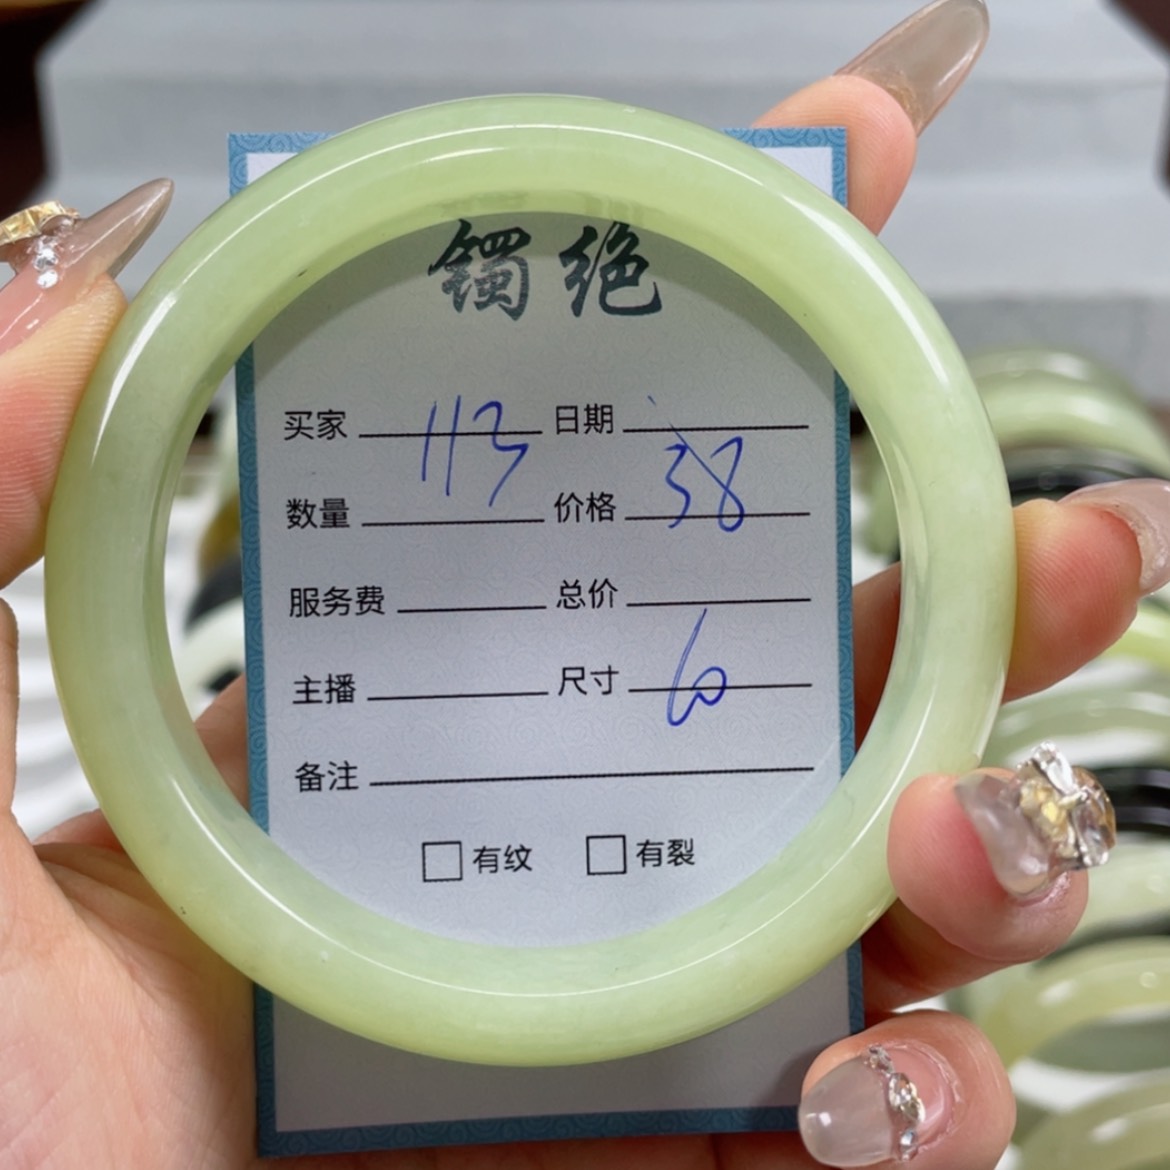 镯绝
买家 113 日期
数量 价格 38
服务费 总价
主播 尺寸 60
备注
有纹 有裂